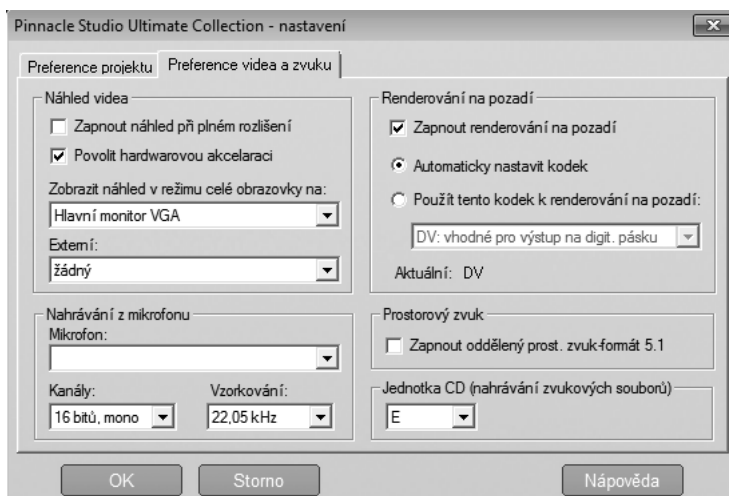 Pinnacle Studio Ultimate Collection - nastavení
Preference projektu
Preference videa a zvuku
Náhled videa
Zapnout náhled při plném rozlišení
Povolit hardwarovou akcelaraci
Zobrazit náhled v režimu celé obrazovky na:
Hlavní monitor VGA
Externí:
žádný
Renderování na pozadí
Zapnout renderování na pozadí
Automaticky nastavit kodek
Použít tento kodek k renderování na pozadí:
DV: vhodné pro výstup na digit. pásku
Aktuální: DV
Nahrávání z mikrofonu
Mikrofon:
Kanály:
Vzorkování:
16 bitů, mono
22,05 kHz
Prostorový zvuk
Zapnout oddělený prost. zvuk-formát 5.1
Jednotka CD (nahrávání zvukových souborů)
E
OK
Storno
Nápověda